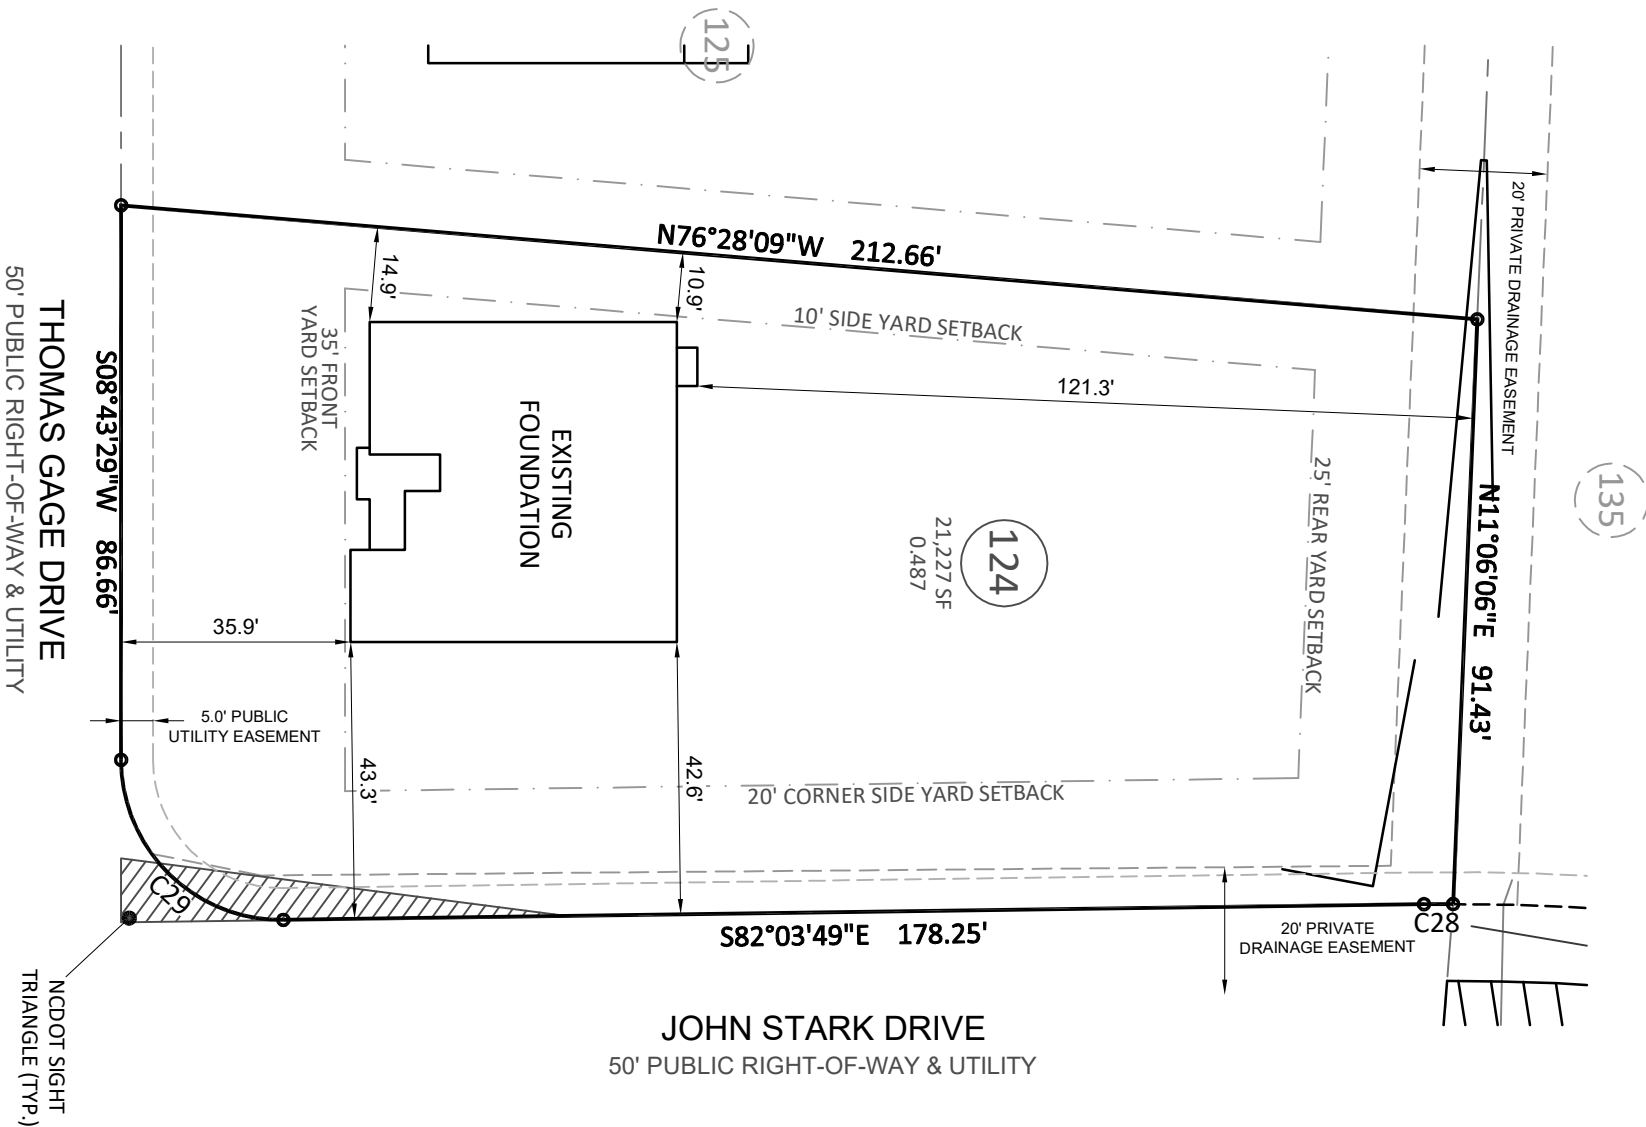 125
20' PRIVATE DRAINAGE EASEMENT
N76°28'09"W 212.66'
14.9'
10.9'
10' SIDE YARD SETBACK
35' FRONT
YARD SETBACK
121.3'
EXISTING
FOUNDATION
25' REAR YARD SETBACK
135
N11°06'06"E 91.43'
124
21,227 SF
0.487
THOMAS GAGE DRIVE
50' PUBLIC RIGHT-OF-WAY & UTILITY
S08°43'29"W 86.66'
35.9'
5.0' PUBLIC
UTILITY EASEMENT
43.3'
42.6'
20' CORNER SIDE YARD SETBACK
C29
S82°03'49"E 178.25'
20' PRIVATE
DRAINAGE EASEMENT
C28
NCDOT SIGHT
TRIANGLE (TYP.)
JOHN STARK DRIVE
50' PUBLIC RIGHT-OF-WAY & UTILITY